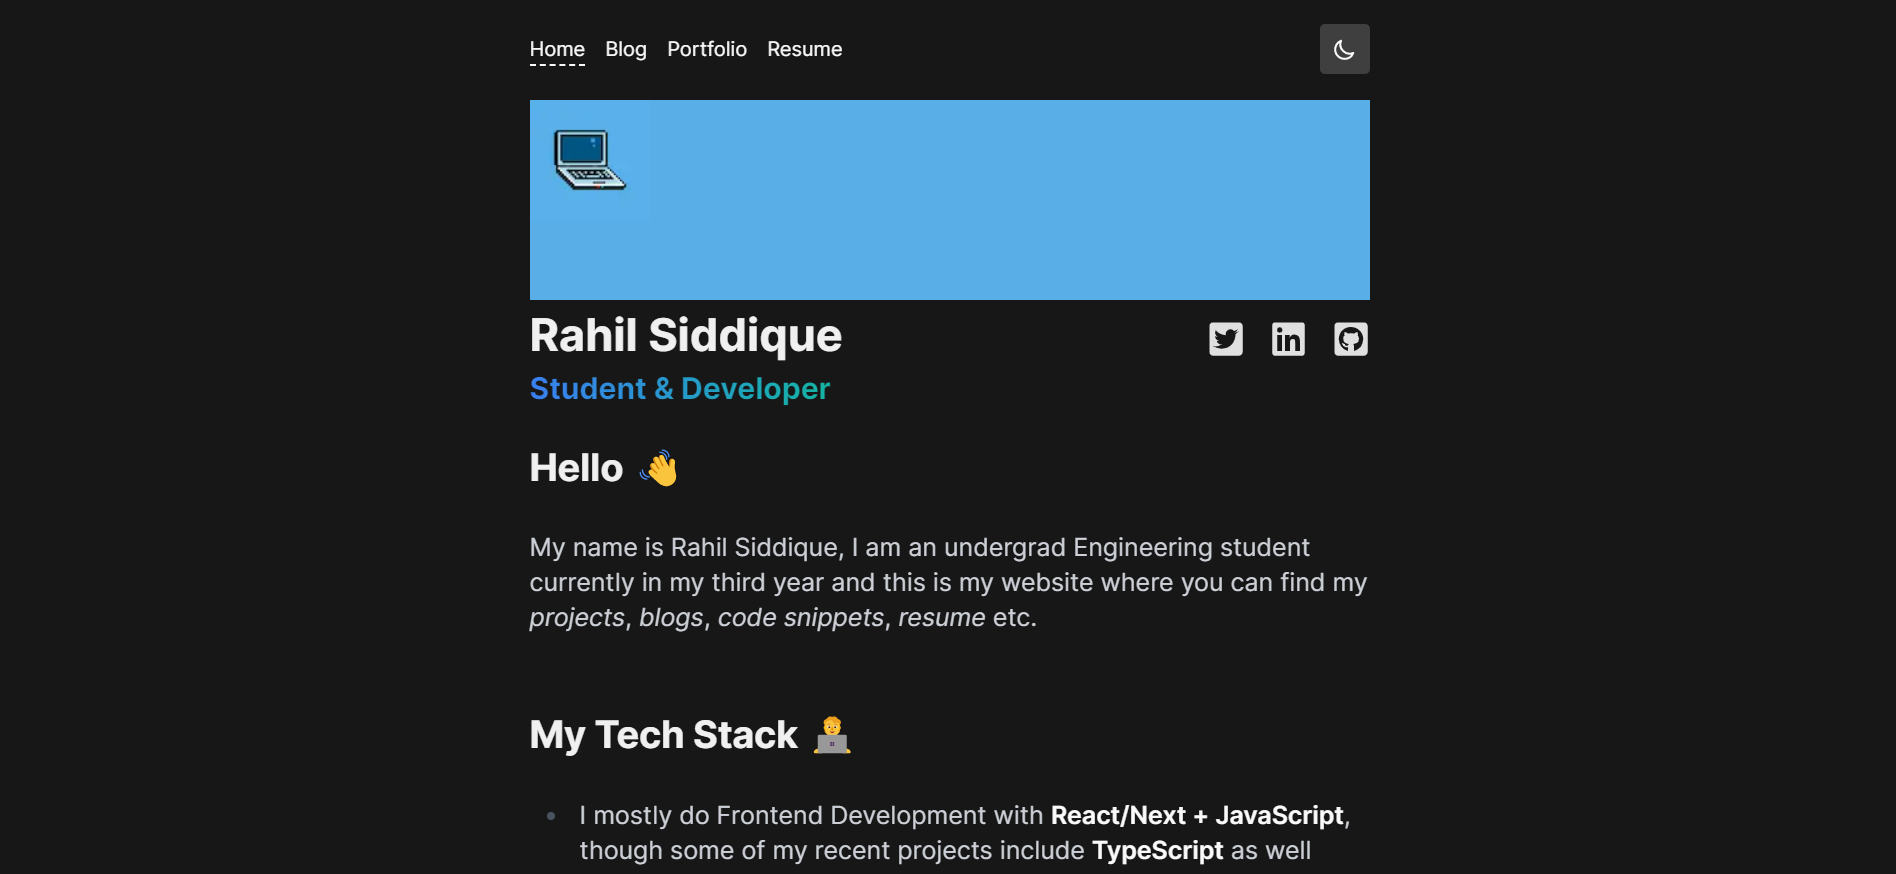 Home Blog Portfolio Resume
Rahil Siddique
Student & Developer
Hello 👋
My name is Rahil Siddique, I am an undergrad Engineering student
currently in my third year and this is my website where you can find my
projects, blogs, code snippets, resume etc.
My Tech Stack 🧑‍💻
• I mostly do Frontend Development with React/Next + JavaScript,
though some of my recent projects include TypeScript as well